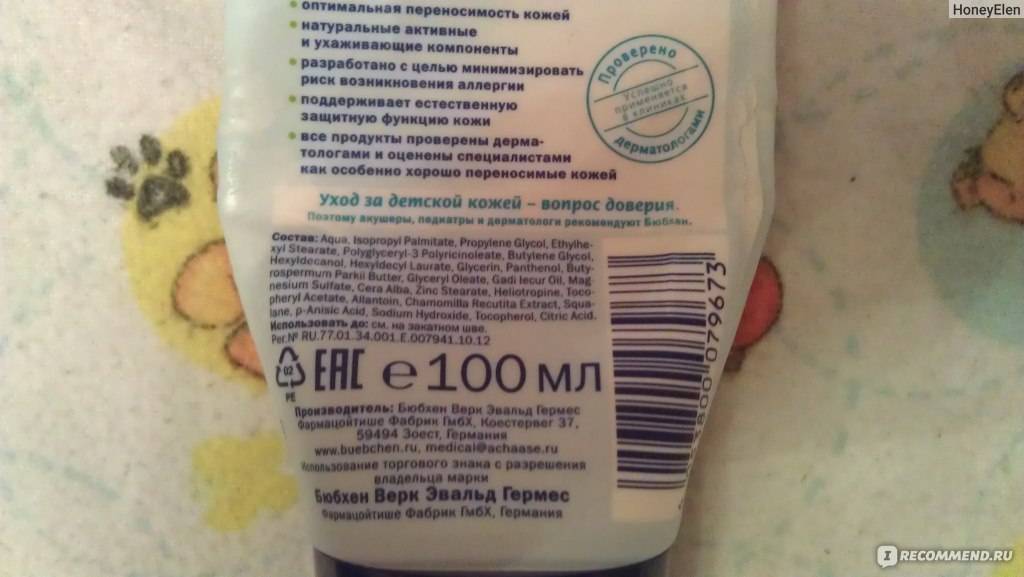 HoneyElen
• оптимальная переносимость кожей
• натуральные активные
и ухаживающие компоненты
• разработано с целью минимизировать
риск возникновения аллергии
• поддерживает естественную
защитную функцию кожи
• все продукты проверены дерма-
тологами и оценены специалистами
как особенно хорошо переносимые кожей
Проверено
Успешно
применяется
в клиниках
дерматологами
Уход за детской кожей – вопрос доверия.
Поэтому акушеры, педиатры и дерматологи рекомендуют Бюбхен.
Состав: Aqua, Isopropyl Palmitate, Propylene Glycol, Ethylhe-
xyl Stearate, Polyglyceryl-3 Polyricinoleate, Butylene Glycol,
Hexyldecanol, Hexyldecyl Laurate, Glycerin, Panthenol, Buty-
rospermum Parkii Butter, Glyceryl Oleate, Gadi Iecur Oil, Mag-
nesium Sulfate, Cera Alba, Zinc Stearate, Heliotropine, Toco-
pheryl Acetate, Allantoin, Chamomilla Recutita Extract, Squa-
lane, p-Anisic Acid, Sodium Hydroxide, Tocopherol, Citric Acid.
Использовать до: см. на закатном шве.
Рег.№ RU.77.01.34.001.Е.007941.10.12
02
PE
EAC ℮ 100 мл
Производитель: Бюбхен Верк Эвальд Гермес
Фармацойтише Фабрик ГмбХ, Коестервег 37,
59494 Зоест, Германия
www.buebchen.ru, medical@achaase.ru
Использование торгового знака с разрешения
владельца марки
Бюбхен Верк Эвальд Гермес
Фармацойтише Фабрик ГмбХ, Германия
I RECOMMEND.RU